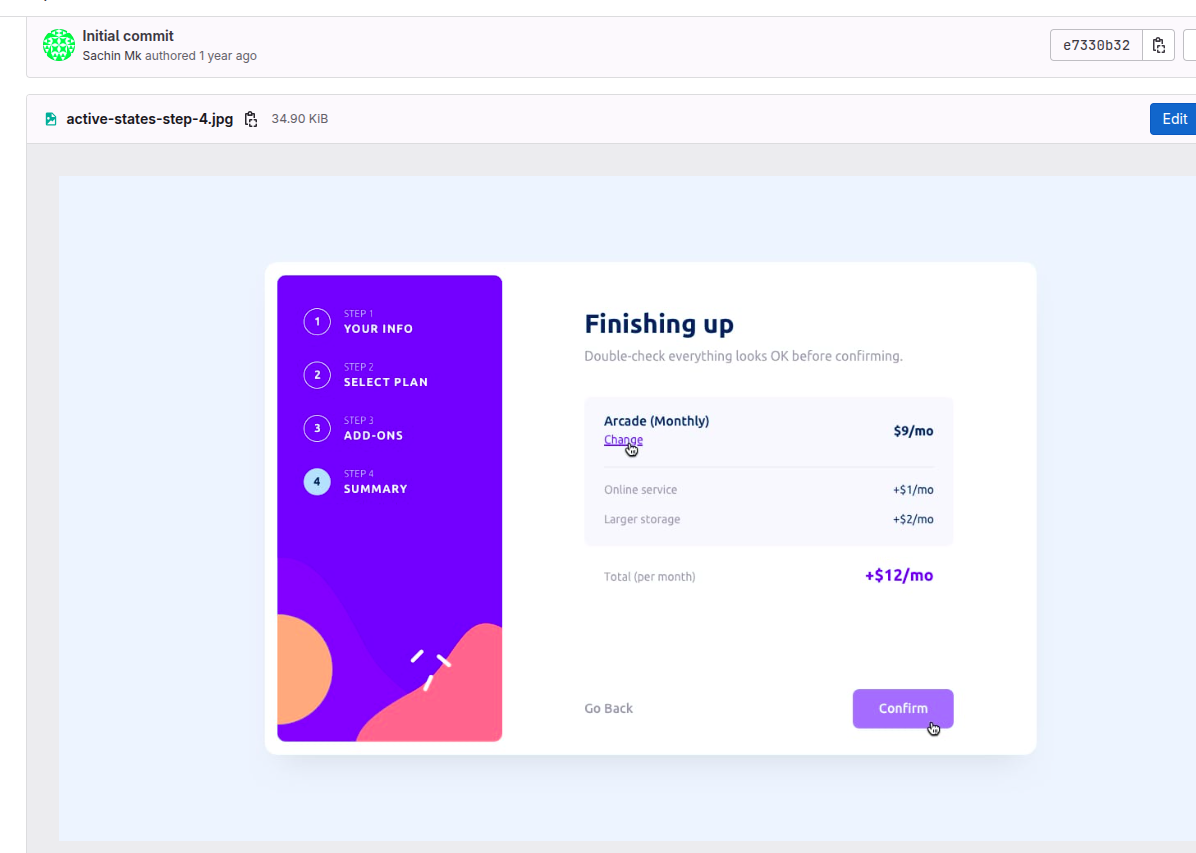 Initial commit
Sachin Mk authored 1 year ago
e7330b32
active-states-step-4.jpg 34.90 KiB
Edit
STEP 1
1 YOUR INFO
STEP 2
2 SELECT PLAN
STEP 3
3 ADD-ONS
STEP 4
4 SUMMARY
Finishing up
Double-check everything looks OK before confirming.
Arcade (Monthly)
Change
$9/mo
Online service +$1/mo
Larger storage +$2/mo
Total (per month) +$12/mo
Go Back Confirm